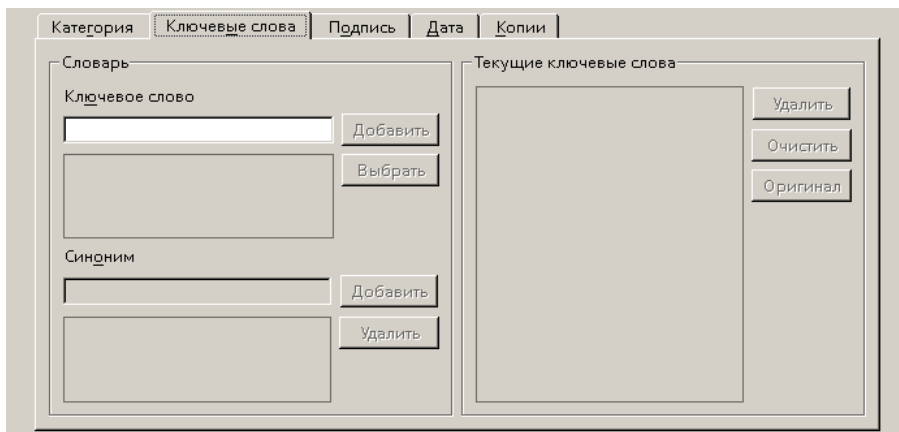 Категория Ключевые слова Подпись Дата Копии
Словарь
Ключевое слово
Добавить
Выбрать
Синоним
Добавить
Удалить
Текущие ключевые слова
Удалить
Очистить
Оригинал